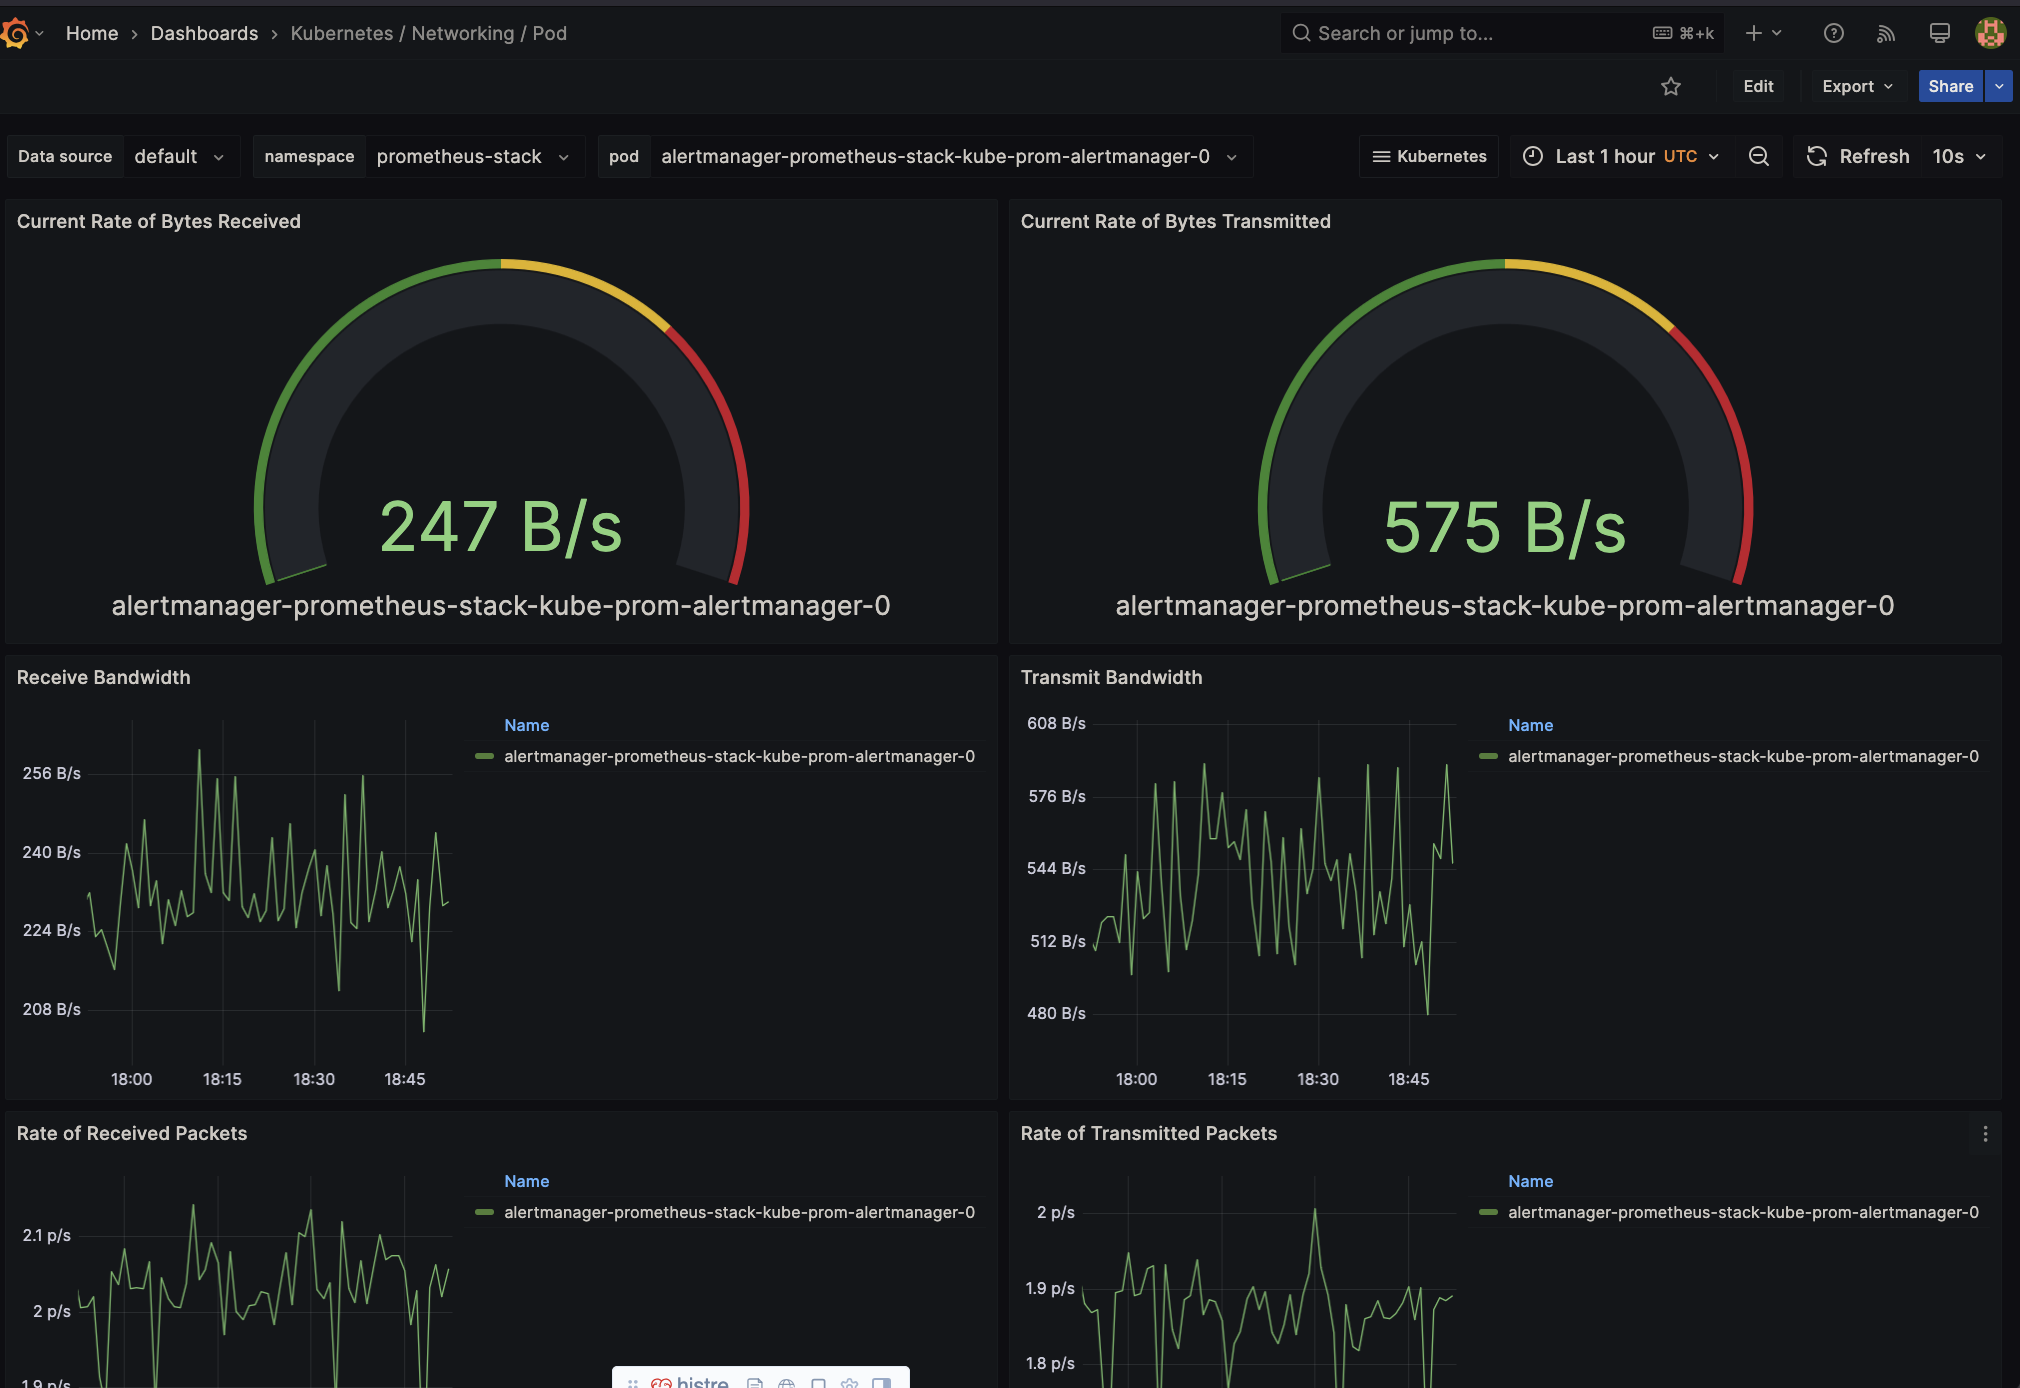 Home › Dashboards › Kubernetes / Networking / Pod
Search or jump to...
⌘+k
Edit
Export
Share
Data source
default
namespace
prometheus-stack
pod
alertmanager-prometheus-stack-kube-prom-alertmanager-0
Kubernetes
Last 1 hour UTC
Refresh
10s
Current Rate of Bytes Received
247 B/s
alertmanager-prometheus-stack-kube-prom-alertmanager-0
Current Rate of Bytes Transmitted
575 B/s
alertmanager-prometheus-stack-kube-prom-alertmanager-0
Receive Bandwidth
256 B/s
240 B/s
224 B/s
208 B/s
18:00 18:15 18:30 18:45
Name
alertmanager-prometheus-stack-kube-prom-alertmanager-0
Transmit Bandwidth
608 B/s
576 B/s
544 B/s
512 B/s
480 B/s
18:00 18:15 18:30 18:45
Name
alertmanager-prometheus-stack-kube-prom-alertmanager-0
Rate of Received Packets
2.1 p/s
2 p/s
1.9 p/s
Name
alertmanager-prometheus-stack-kube-prom-alertmanager-0
Rate of Transmitted Packets
2 p/s
1.9 p/s
1.8 p/s
Name
alertmanager-prometheus-stack-kube-prom-alertmanager-0
histre